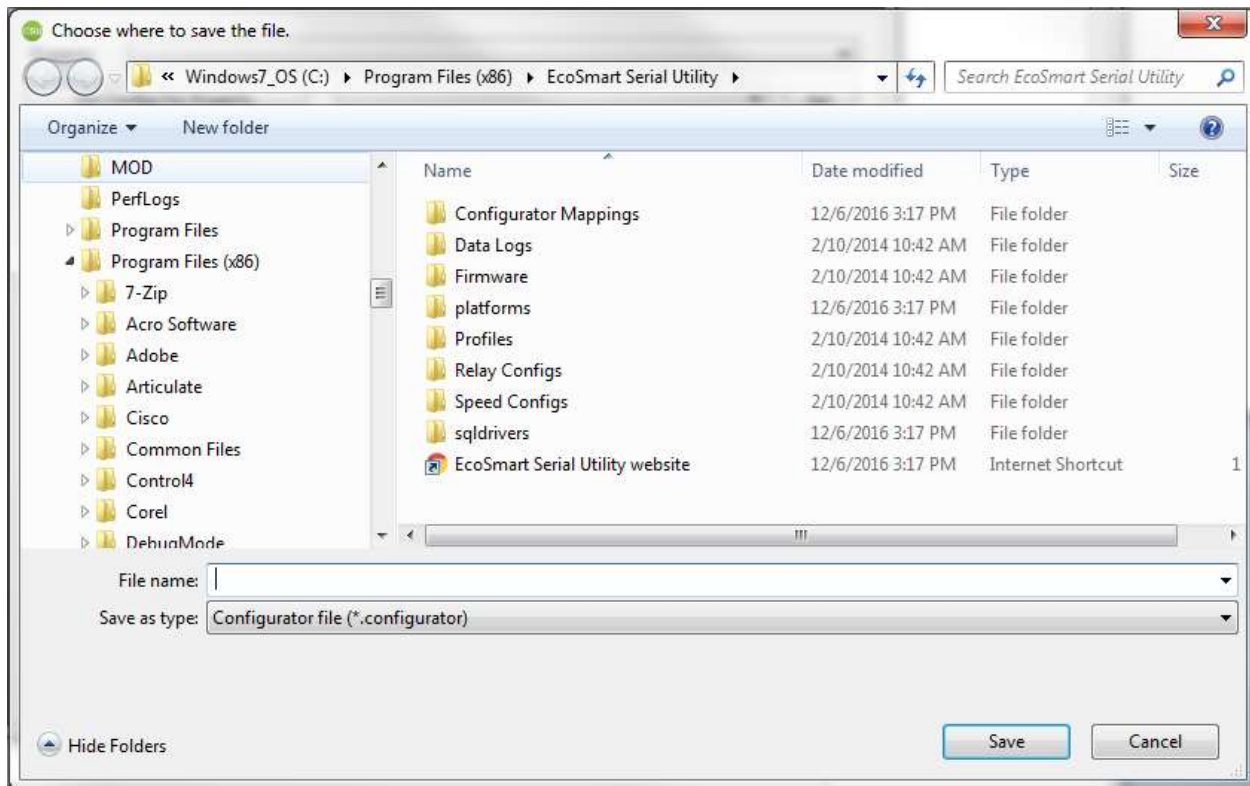 Choose where to save the file.
« Windows7_OS (C:) Program Files (x86) EcoSmart Serial Utility Search EcoSmart Serial Utility
Organize New folder
MOD
PerfLogs
Program Files
Program Files (x86)
7-Zip
Acro Software
Adobe
Articulate
Cisco
Common Files
Control4
Corel
DebugMode
Name Date modified Type Size
Configurator Mappings 12/6/2016 3:17 PM File folder
Data Logs 2/10/2014 10:42 AM File folder
Firmware 2/10/2014 10:42 AM File folder
platforms 12/6/2016 3:17 PM File folder
Profiles 2/10/2014 10:42 AM File folder
Relay Configs 2/10/2014 10:42 AM File folder
Speed Configs 2/10/2014 10:42 AM File folder
sqldrivers 12/6/2016 3:17 PM File folder
EcoSmart Serial Utility website 12/6/2016 3:17 PM Internet Shortcut 1
File name:
Save as type: Configurator file (*.configurator)
Hide Folders Save Cancel